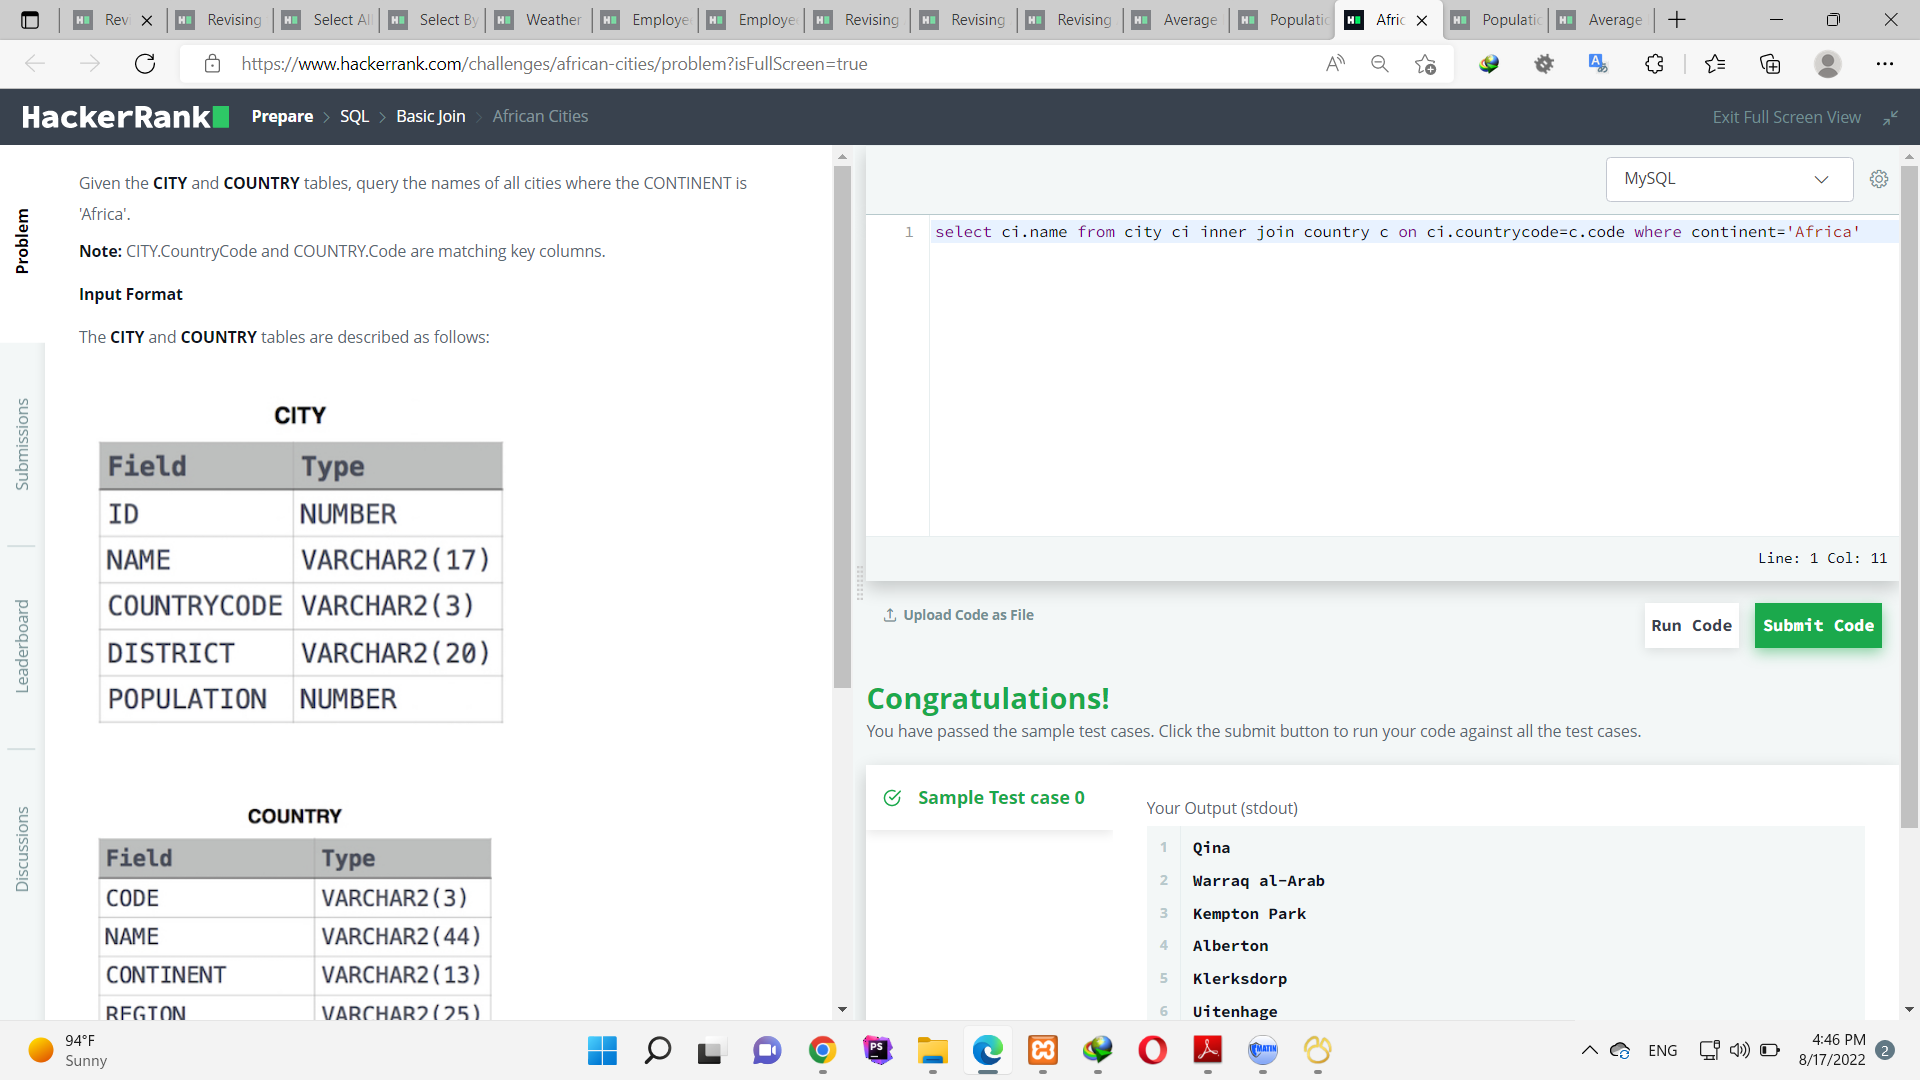 Rev
Revising
Select All
Select By
Weather
Employe
Employe
Revising
Revising
Revising
Average
Populati
Afric
Populati
Average
https://www.hackerrank.com/challenges/african-cities/problem?isFullScreen=true
HackerRank
Prepare > SQL > Basic Join > African Cities
Exit Full Screen View
Problem
Submissions
Leaderboard
Discussions
Given the CITY and COUNTRY tables, query the names of all cities where the CONTINENT is
'Africa'.
Note: CITY.CountryCode and COUNTRY.Code are matching key columns.
Input Format
The CITY and COUNTRY tables are described as follows:
CITY
Field Type
ID NUMBER
NAME VARCHAR2(17)
COUNTRYCODE VARCHAR2(3)
DISTRICT VARCHAR2(20)
POPULATION NUMBER
COUNTRY
Field Type
CODE VARCHAR2(3)
NAME VARCHAR2(44)
CONTINENT VARCHAR2(13)
REGION VARCHAR2(25)
MySQL
1 select ci.name from city ci inner join country c on ci.countrycode=c.code where continent='Africa'
Line: 1 Col: 11
Upload Code as File
Run Code
Submit Code
Congratulations!
You have passed the sample test cases. Click the submit button to run your code against all the test cases.
Sample Test case 0
Your Output (stdout)
1 Qina
2 Warraq al-Arab
3 Kempton Park
4 Alberton
5 Klerksdorp
6 Uitenhage
94°F
Sunny
PS
MATIN
ENG
4:46 PM
8/17/2022
2